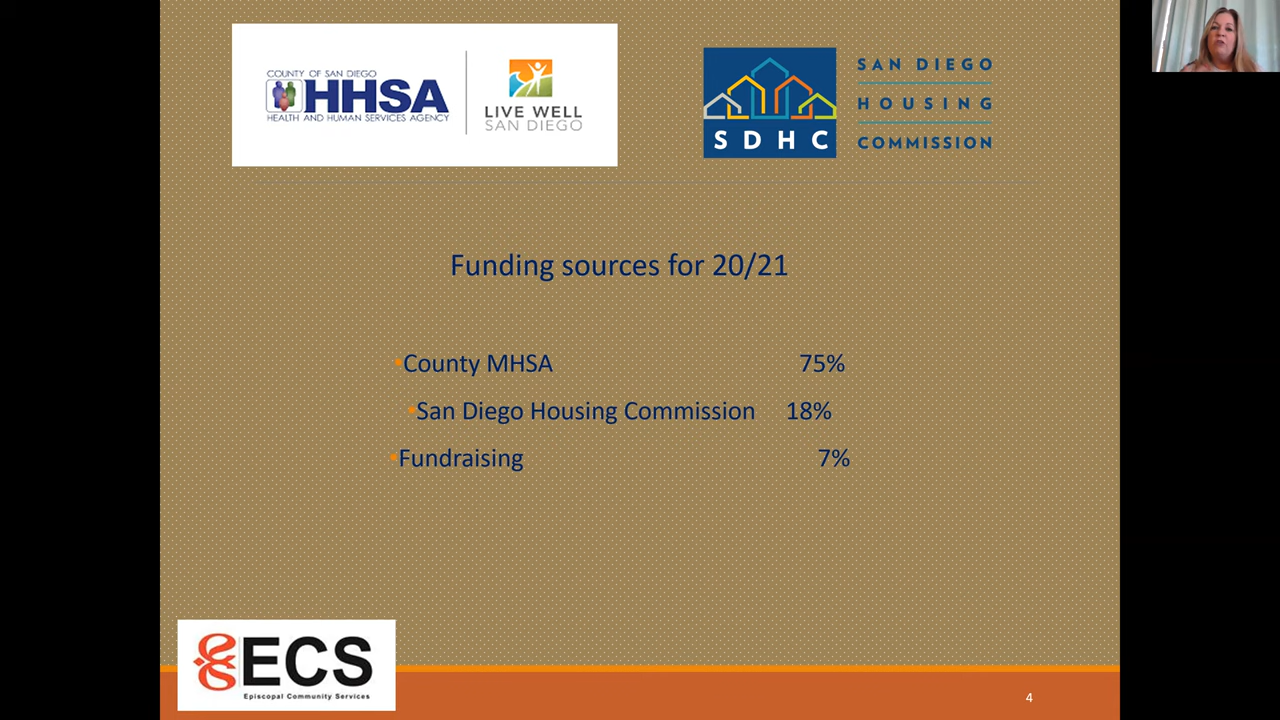 COUNTY OF SAN DIEGO
HHSA
HEALTH AND HUMAN SERVICES AGENCY
LIVE WELL
SAN DIEGO
SDHC
SAN DIEGO
HOUSING
COMMISSION
Funding sources for 20/21
•County MHSA 75%
•San Diego Housing Commission 18%
•Fundraising 7%
ECS
Episcopal Community Services
4